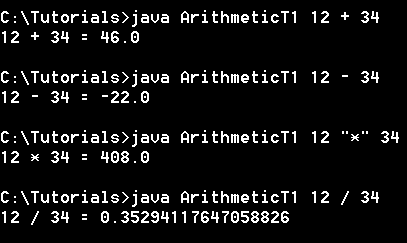 C:\Tutorials>java ArithmeticT1 12 + 34
12 + 34 = 46.0
C:\Tutorials>java ArithmeticT1 12 - 34
12 - 34 = -22.0
C:\Tutorials>java ArithmeticT1 12 "*" 34
12 * 34 = 408.0
C:\Tutorials>java ArithmeticT1 12 / 34
12 / 34 = 0.35294117647058826